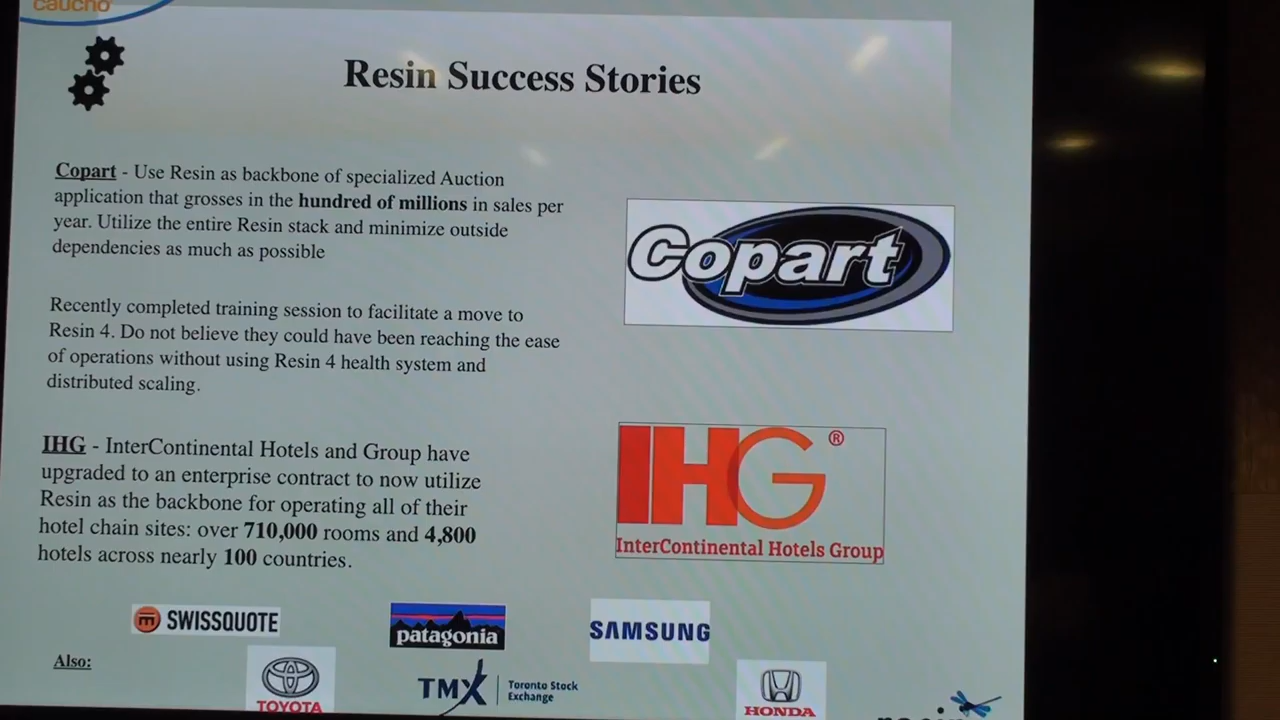 caucho
Resin Success Stories
Copart - Use Resin as backbone of specialized Auction
application that grosses in the hundred of millions in sales per
year. Utilize the entire Resin stack and minimize outside
dependencies as much as possible
Copart
Recently completed training session to facilitate a move to
Resin 4. Do not believe they could have been reaching the ease
of operations without using Resin 4 health system and
distributed scaling.
IHG - InterContinental Hotels and Group have
upgraded to an enterprise contract to now utilize
Resin as the backbone for operating all of their
hotel chain sites: over 710,000 rooms and 4,800
hotels across nearly 100 countries.
IHG®
InterContinental Hotels Group
SWISSQUOTE
patagonia
SAMSUNG
Also:
TOYOTA
TMX Toronto Stock
Exchange
HONDA